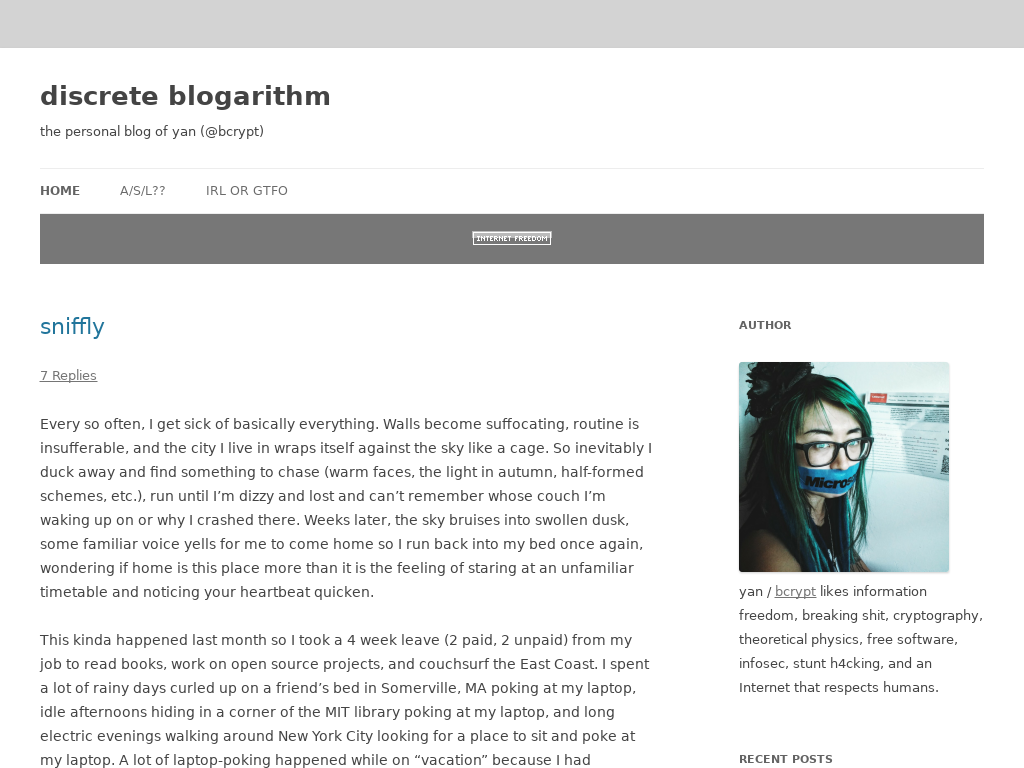 discrete blogarithm
the personal blog of yan (@bcrypt)
HOME A/S/L?? IRL OR GTFO
INTERNET FREEDOM
sniffly
7 Replies
Every so often, I get sick of basically everything. Walls become suffocating, routine is
insufferable, and the city I live in wraps itself against the sky like a cage. So inevitably I
duck away and find something to chase (warm faces, the light in autumn, half-formed
schemes, etc.), run until I’m dizzy and lost and can’t remember whose couch I’m
waking up on or why I crashed there. Weeks later, the sky bruises into swollen dusk,
some familiar voice yells for me to come home so I run back into my bed once again,
wondering if home is this place more than it is the feeling of staring at an unfamiliar
timetable and noticing your heartbeat quicken.
This kinda happened last month so I took a 4 week leave (2 paid, 2 unpaid) from my
job to read books, work on open source projects, and couchsurf the East Coast. I spent
a lot of rainy days curled up on a friend’s bed in Somerville, MA poking at my laptop,
idle afternoons hiding in a corner of the MIT library poking at my laptop, and long
electric evenings walking around New York City looking for a place to sit and poke at
my laptop. A lot of laptop-poking happened while on “vacation” because I had
AUTHOR
Micros
yan / bcrypt likes information
freedom, breaking shit, cryptography,
theoretical physics, free software,
infosec, stunt h4cking, and an
Internet that respects humans.
RECENT POSTS